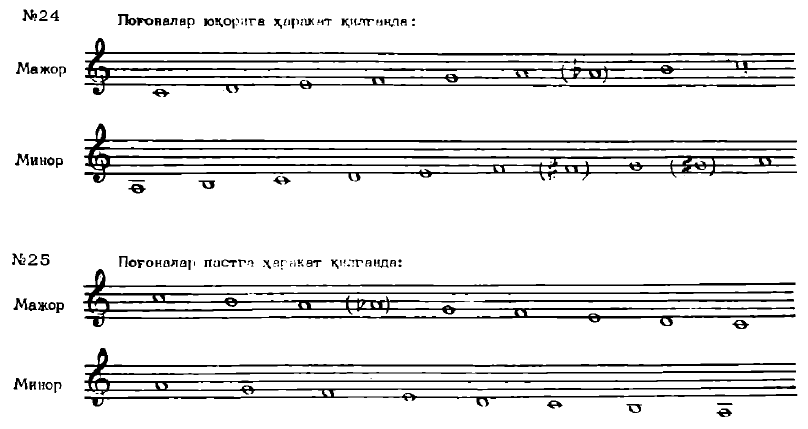 №24 Поғоналар юқорига ҳаракат қилганда:
Мажор
Минор
№25 Поғоналар пастга ҳаракат қилганда:
Мажор
Минор